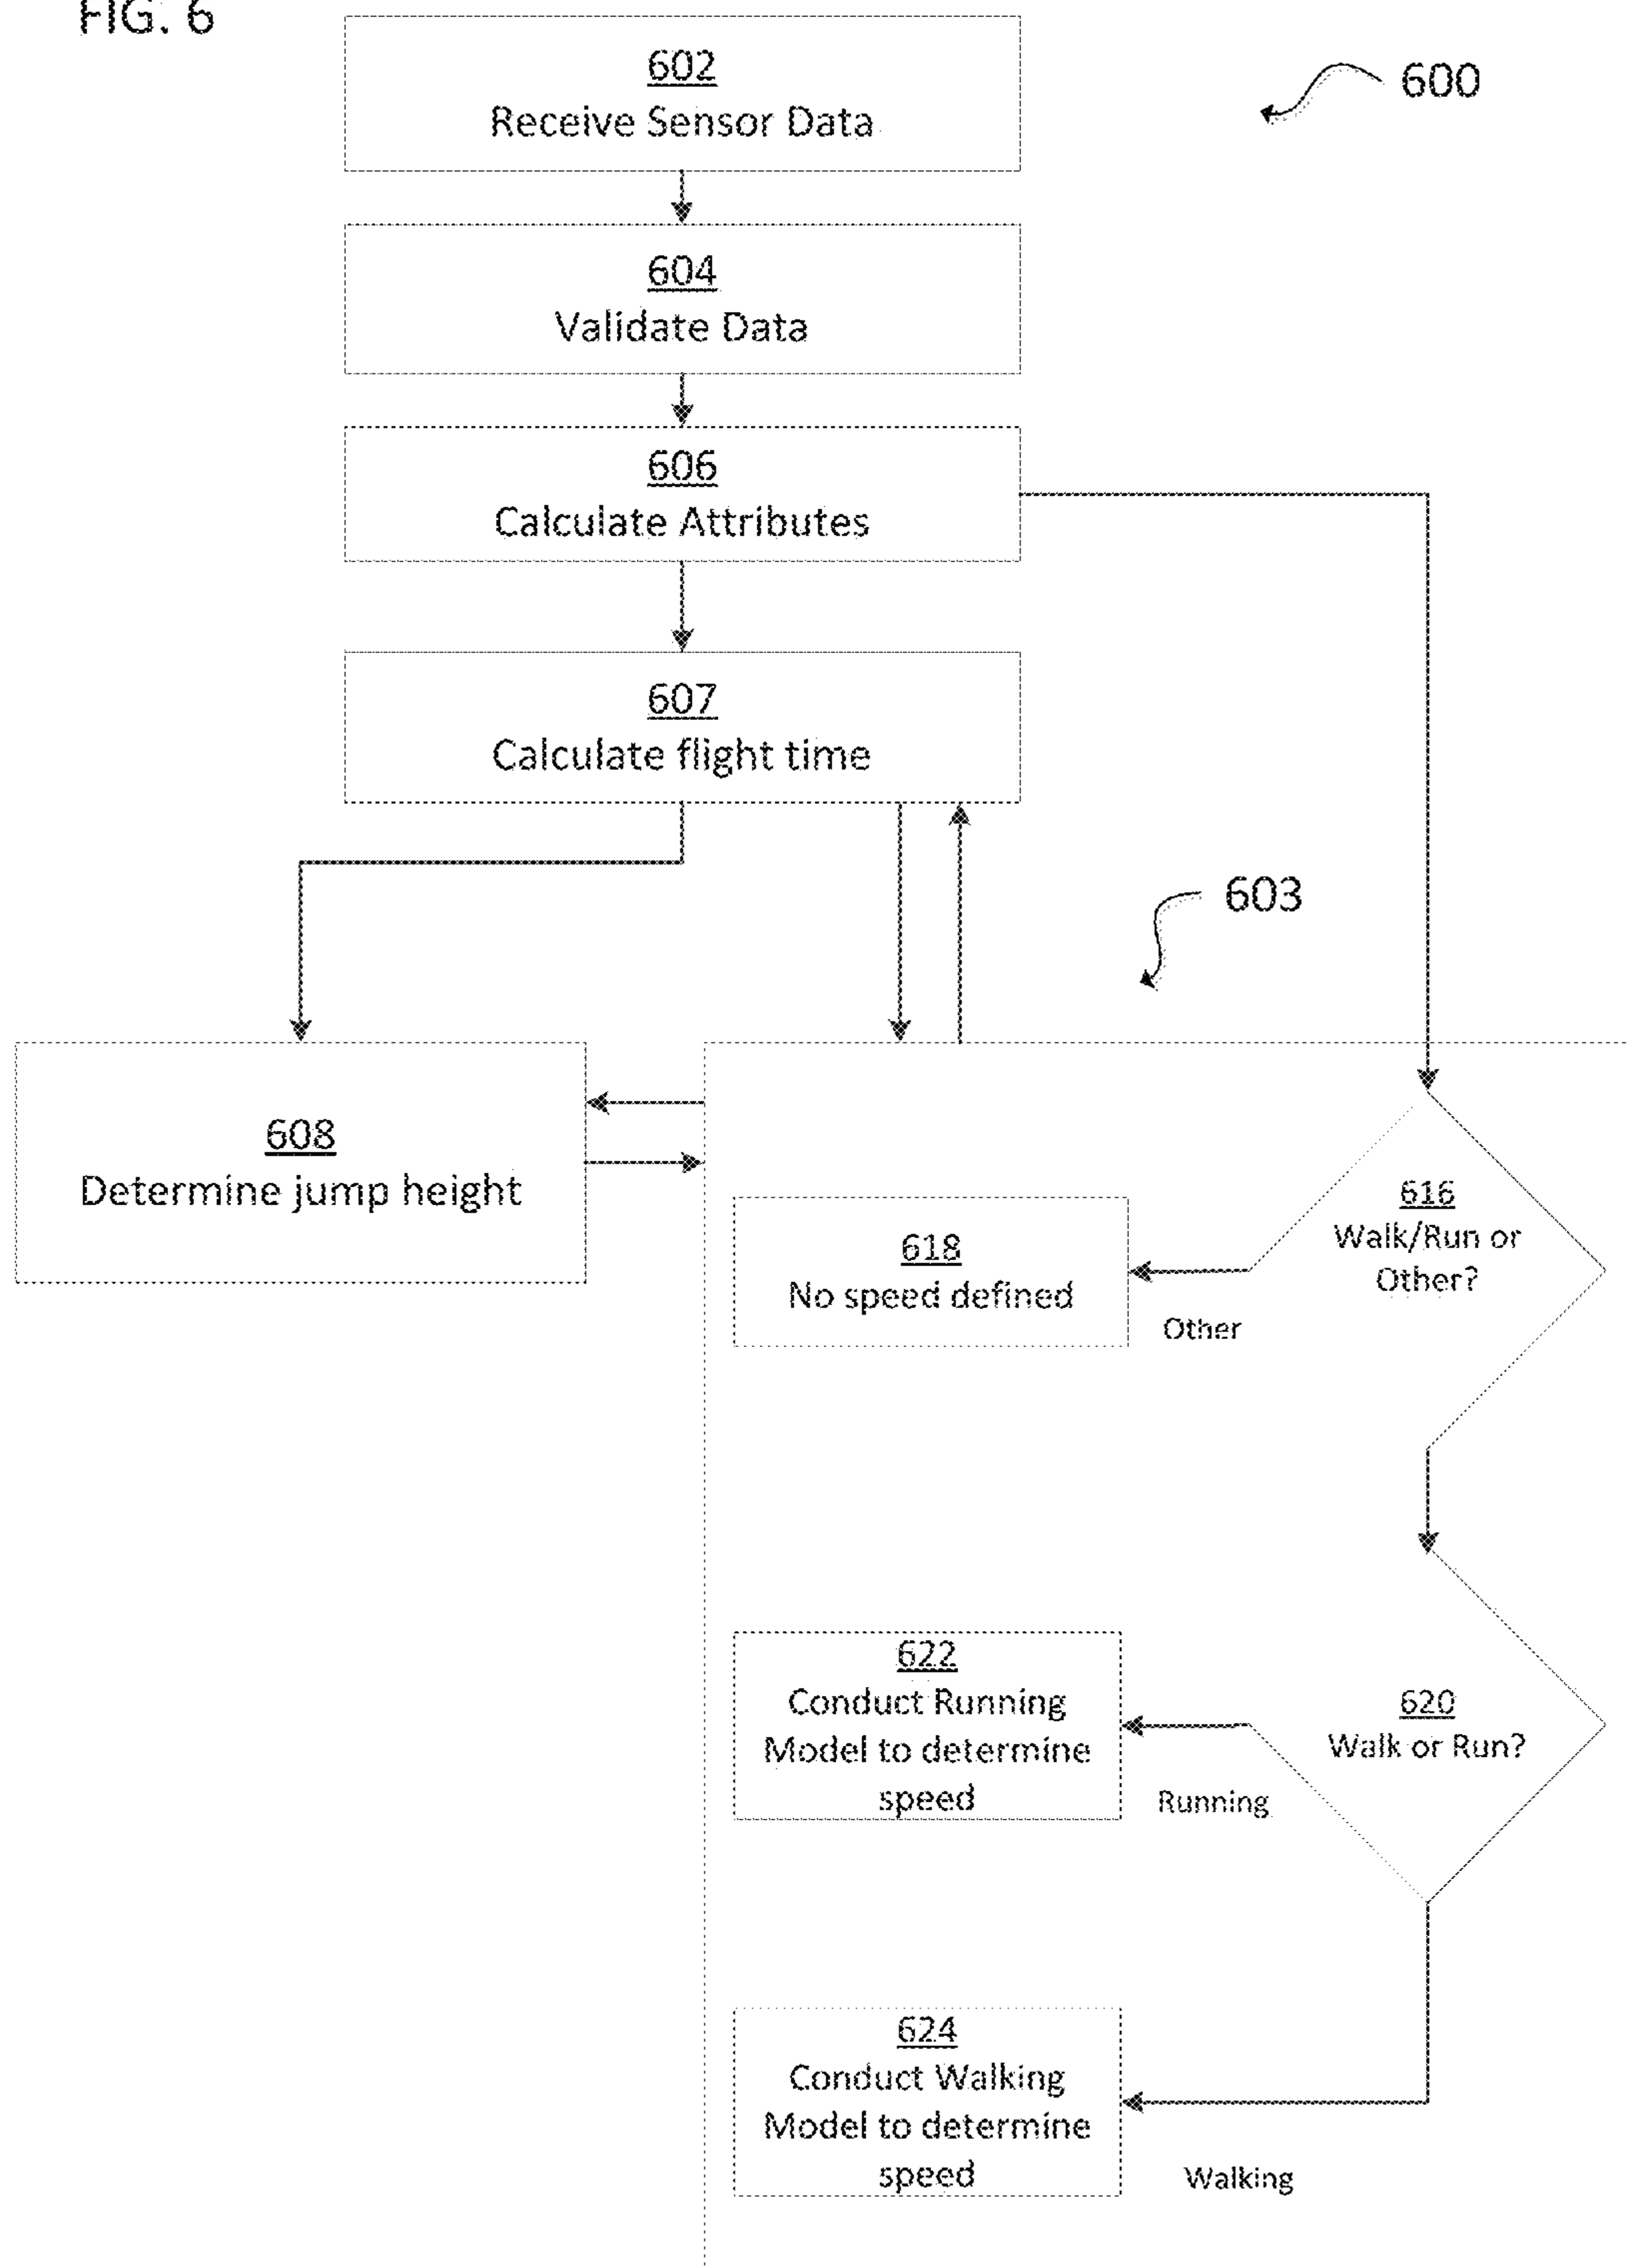 FIG. 6
602
Receive Sensor Data
600
604
Validate Data
606
Calculate Attributes
607
Calculate flight time
603
608
Determine jump height
616
Walk/Run or
Other?
618
No speed defined
Other
622
Conduct Running
Model to determine
speed
620
Walk or Run?
Running
624
Conduct Walking
Model to determine
speed
Walking